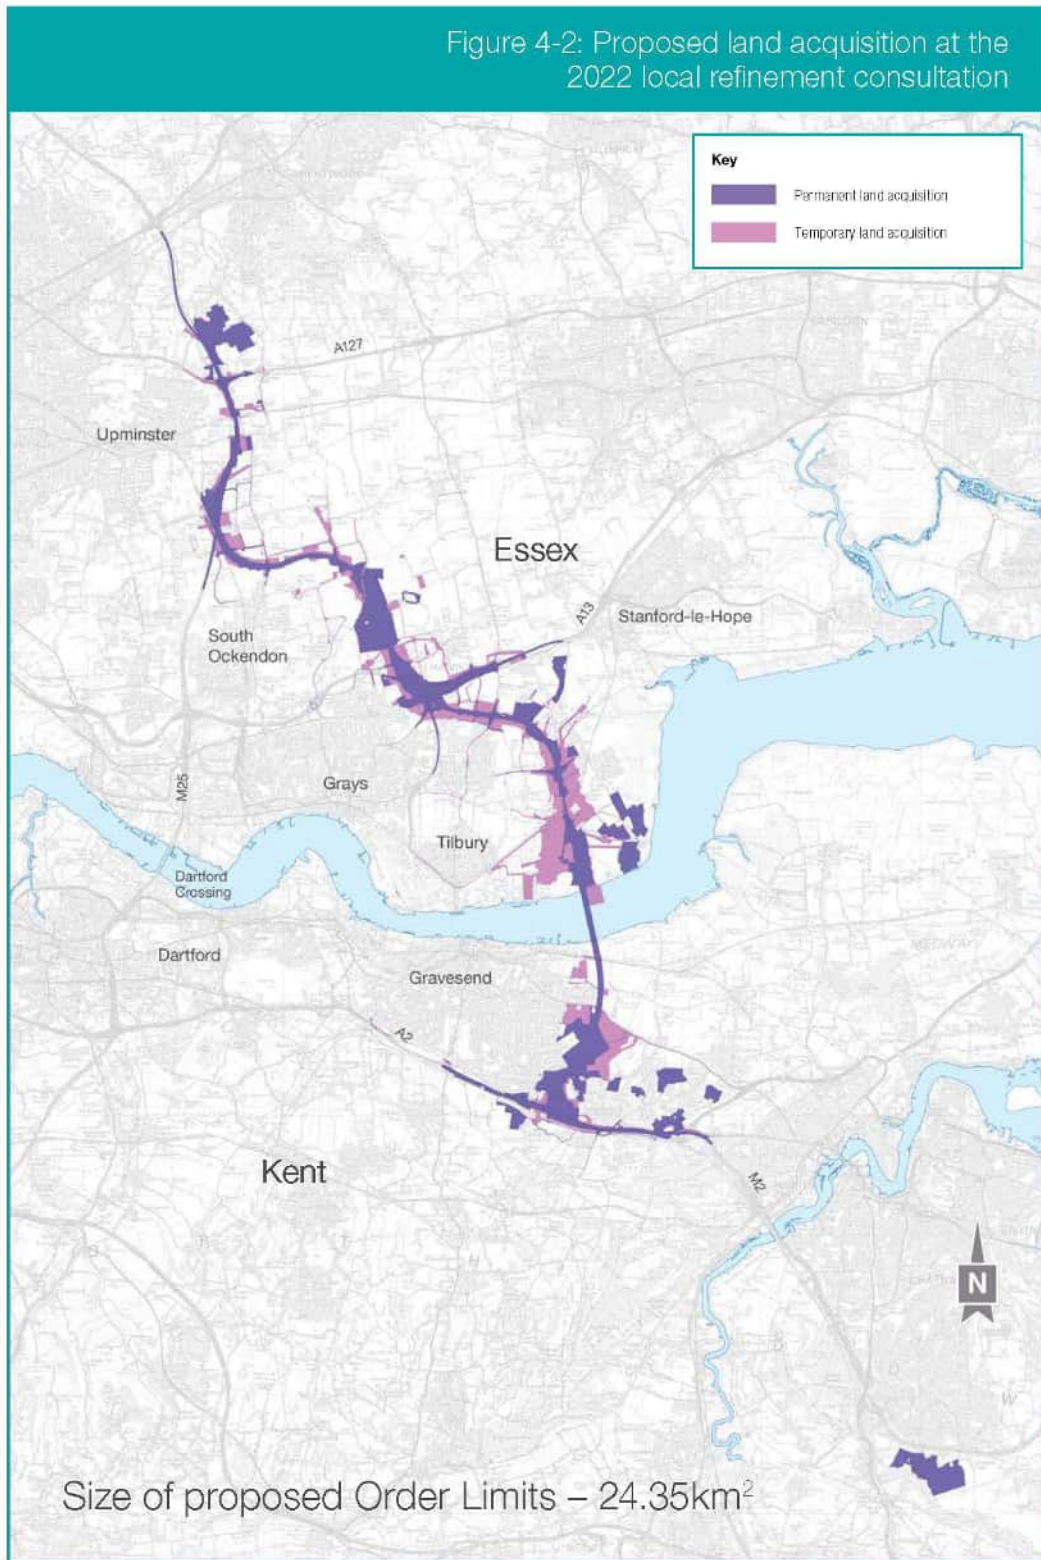 Figure 4-2: Proposed land acquisition at the
2022 local refinement consultation
Key
Permanent land acquisition
Temporary land acquisition
A127
Upminster
Essex
A13
Stanford-le-Hope
South
Ockendon
M25
Grays
Tilbury
Dartford
Crossing
Dartford
MEDWAY
Gravesend
A2
Kent
M2
N
Size of proposed Order Limits – 24.35km²